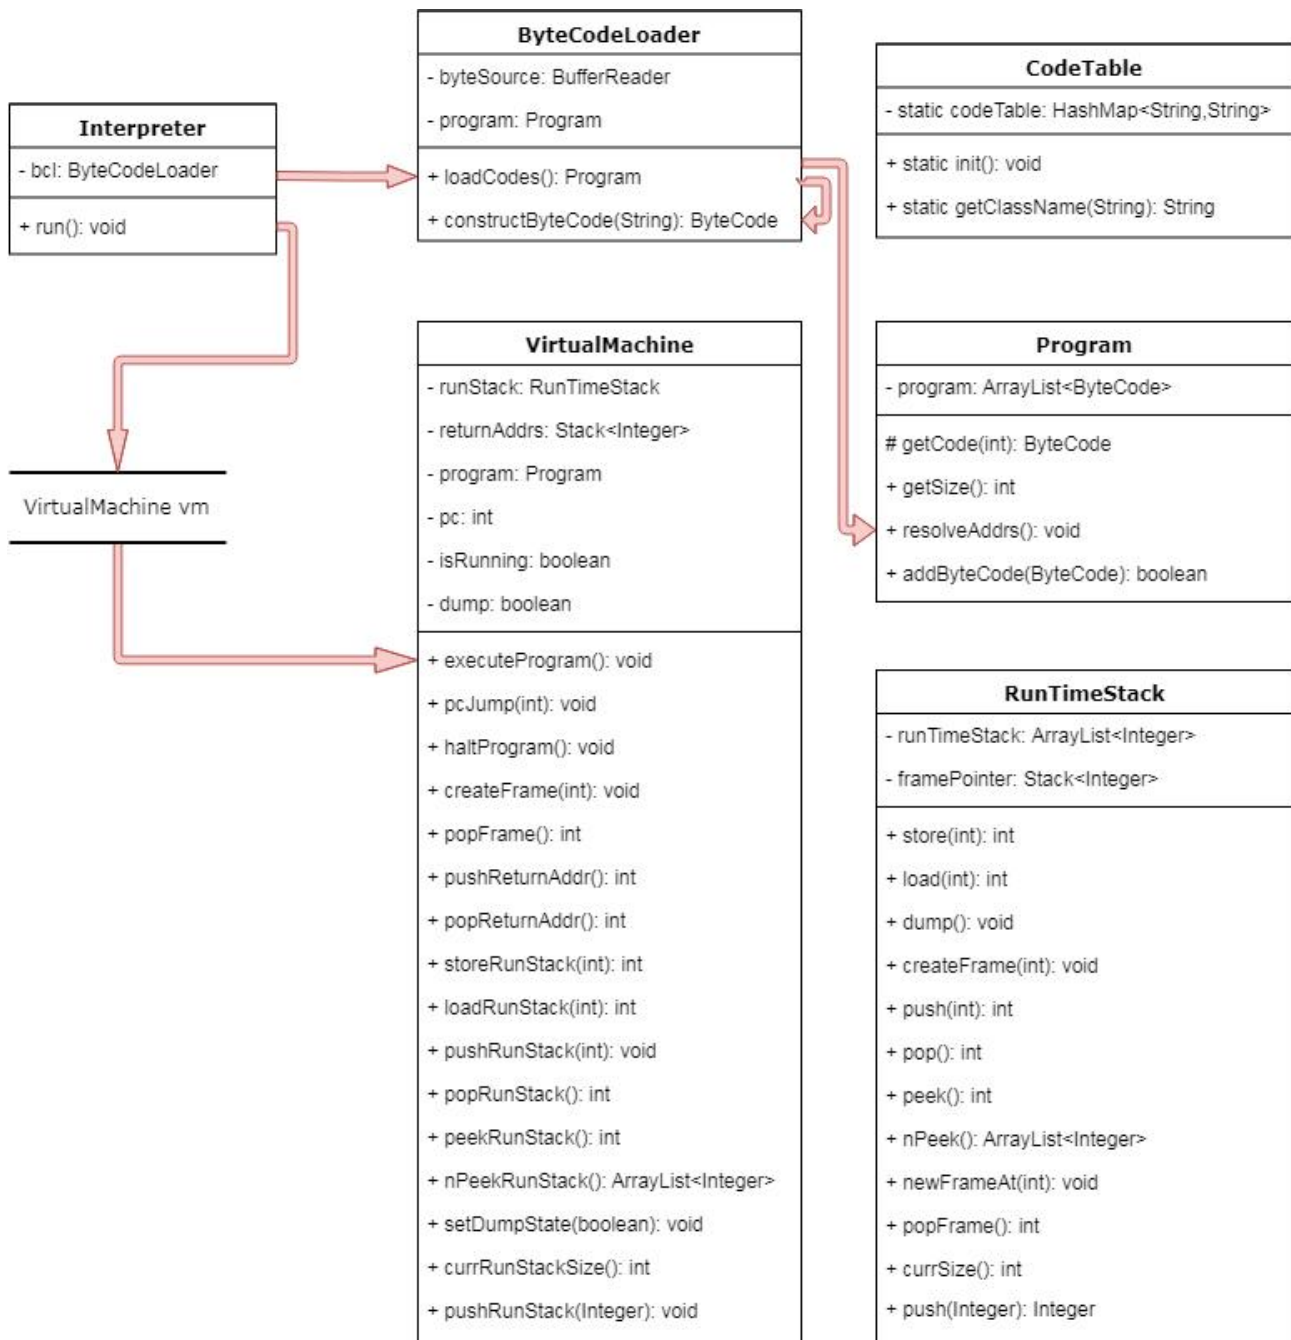 Interpreter
- bcl: ByteCodeLoader
+ run(): void
VirtualMachine vm
ByteCodeLoader
- byteSource: BufferReader
- program: Program
+ loadCodes(): Program
+ constructByteCode(String): ByteCode
VirtualMachine
- runStack: RunTimeStack
- returnAddrs: Stack<Integer>
- program: Program
- pc: int
- isRunning: boolean
- dump: boolean
+ executeProgram(): void
+ pcJump(int): void
+ haltProgram(): void
+ createFrame(int): void
+ popFrame(): int
+ pushReturnAddr(): int
+ popReturnAddr(): int
+ storeRunStack(int): int
+ loadRunStack(int): int
+ pushRunStack(int): void
+ popRunStack(): int
+ peekRunStack(): int
+ nPeekRunStack(): ArrayList<Integer>
+ setDumpState(boolean): void
+ currRunStackSize(): int
+ pushRunStack(Integer): void
CodeTable
- static codeTable: HashMap<String,String>
+ static init(): void
+ static getClassName(String): String
Program
- program: ArrayList<ByteCode>
# getCode(int): ByteCode
+ getSize(): int
+ resolveAddrs(): void
+ addByteCode(ByteCode): boolean
RunTimeStack
- runTimeStack: ArrayList<Integer>
- framePointer: Stack<Integer>
+ store(int): int
+ load(int): int
+ dump(): void
+ createFrame(int): void
+ push(int): int
+ pop(): int
+ peek(): int
+ nPeek(): ArrayList<Integer>
+ newFrameAt(int): void
+ popFrame(): int
+ currSize(): int
+ push(Integer): Integer